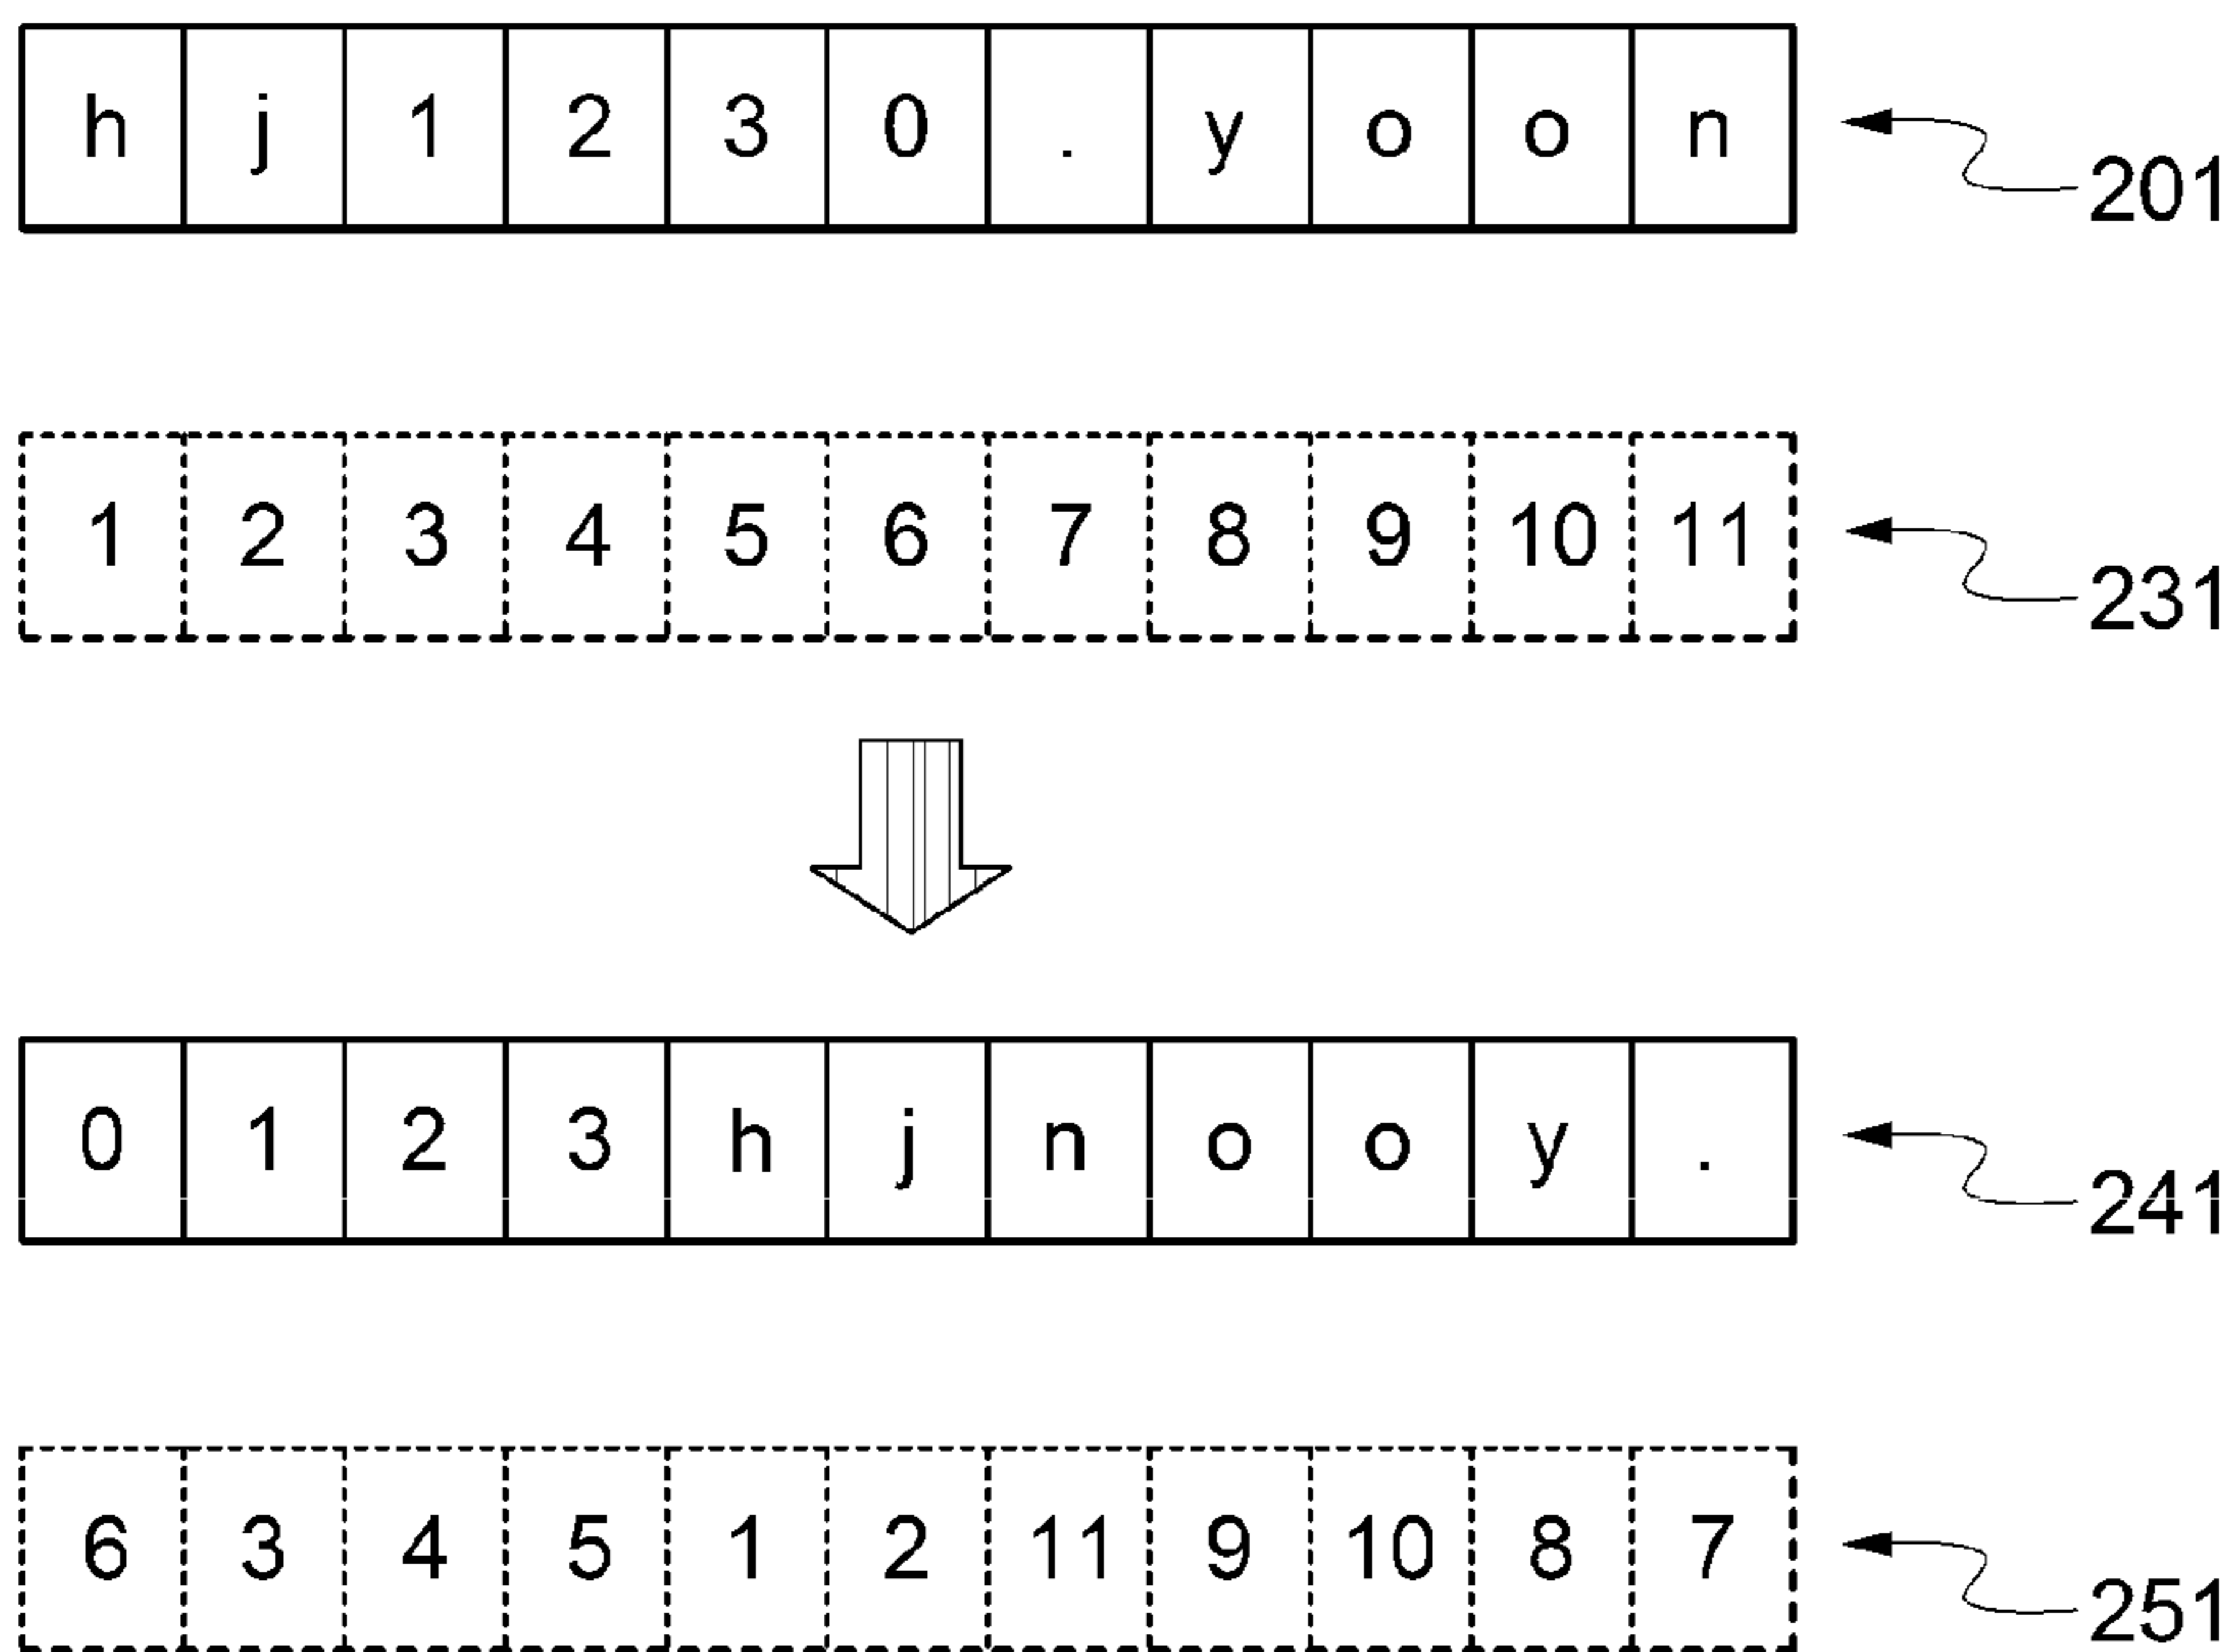 h j 1 2 3 0 . y o o n
201
1 2 3 4 5 6 7 8 9 10 11
231
0 1 2 3 h j n o o y .
241
6 3 4 5 1 2 11 9 10 8 7
251